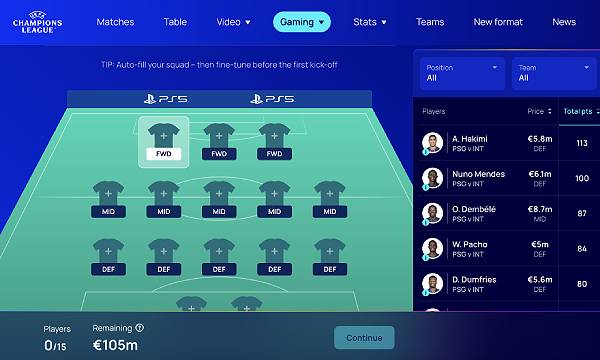 CHAMPIONS
LEAGUE
Matches
Table
Video
Gaming
Stats
Teams
New format
News
TIP: Auto-fill your squad – then fine-tune before the first kick-off
PS5 PS5
FWD FWD FWD
MID MID MID MID MID
DEF DEF DEF DEF DEF
Players
0/15
Remaining ?
€105m
Continue
Position
All
Team
All
Players Price Total pts
A. Hakimi €5.8m 113
PSG v INT DEF
Nuno Mendes €6.1m 100
PSG v INT DEF
O. Dembélé €8.7m 87
PSG v INT MID
W. Pacho €5m 84
PSG v INT DEF
D. Dumfries €5.6m 80
PSG v INT DEF